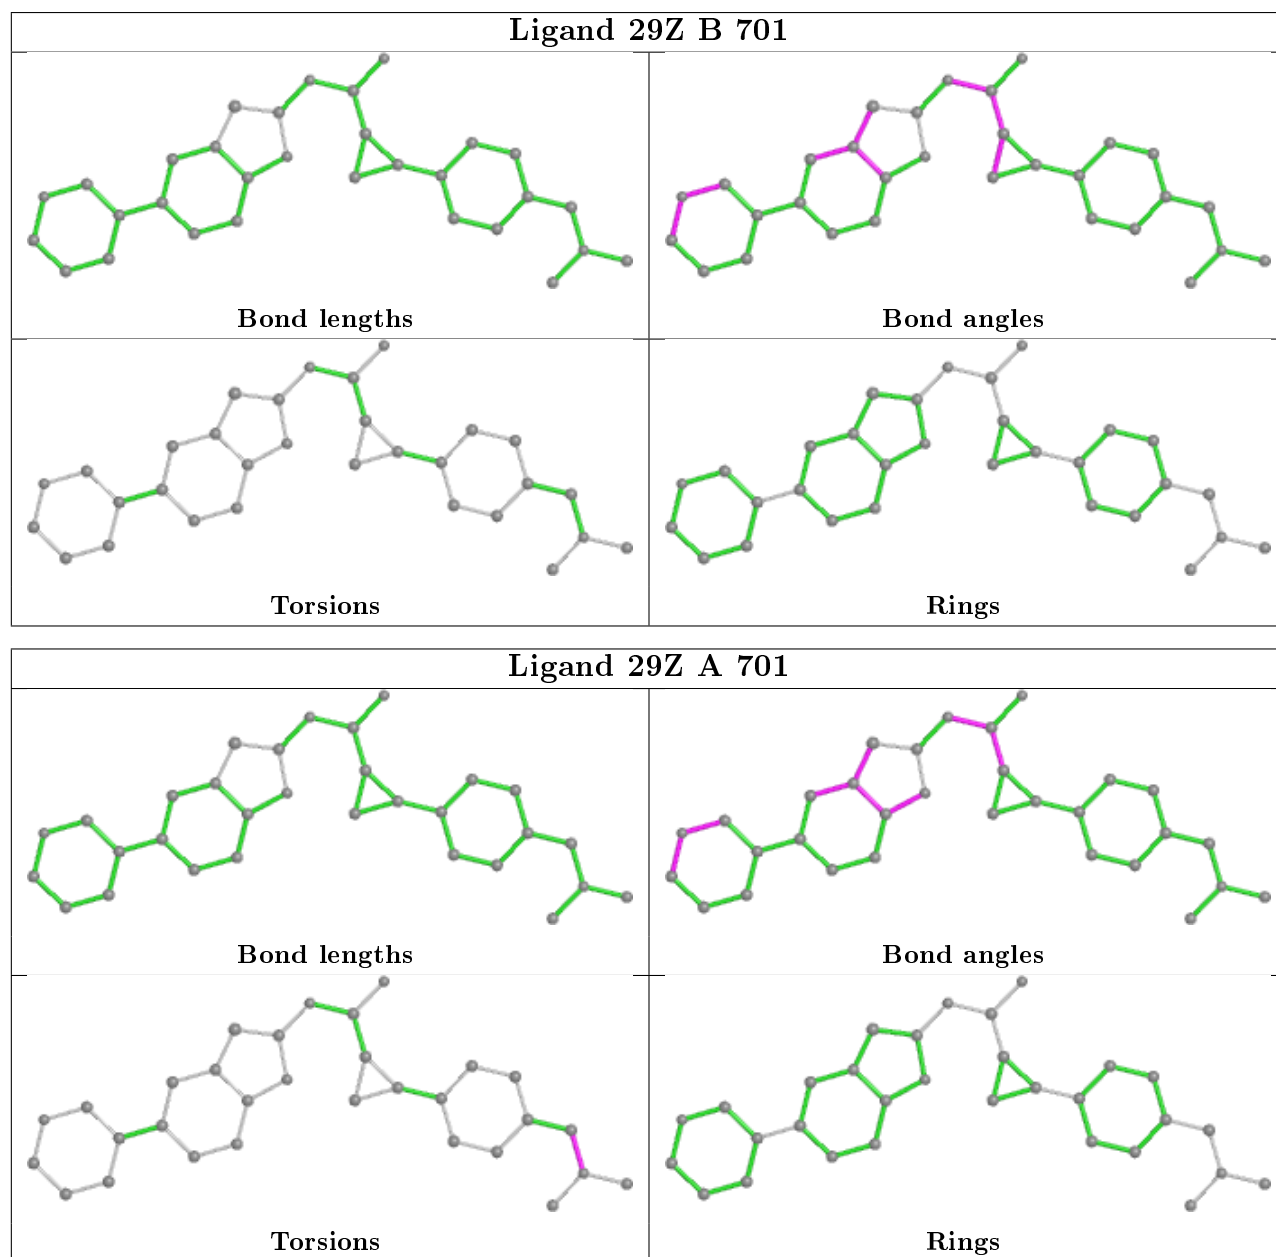 Ligand 29Z B 701
Bond lengths
Bond angles
Torsions
Rings
Ligand 29Z A 701
Bond lengths
Bond angles
Torsions
Rings